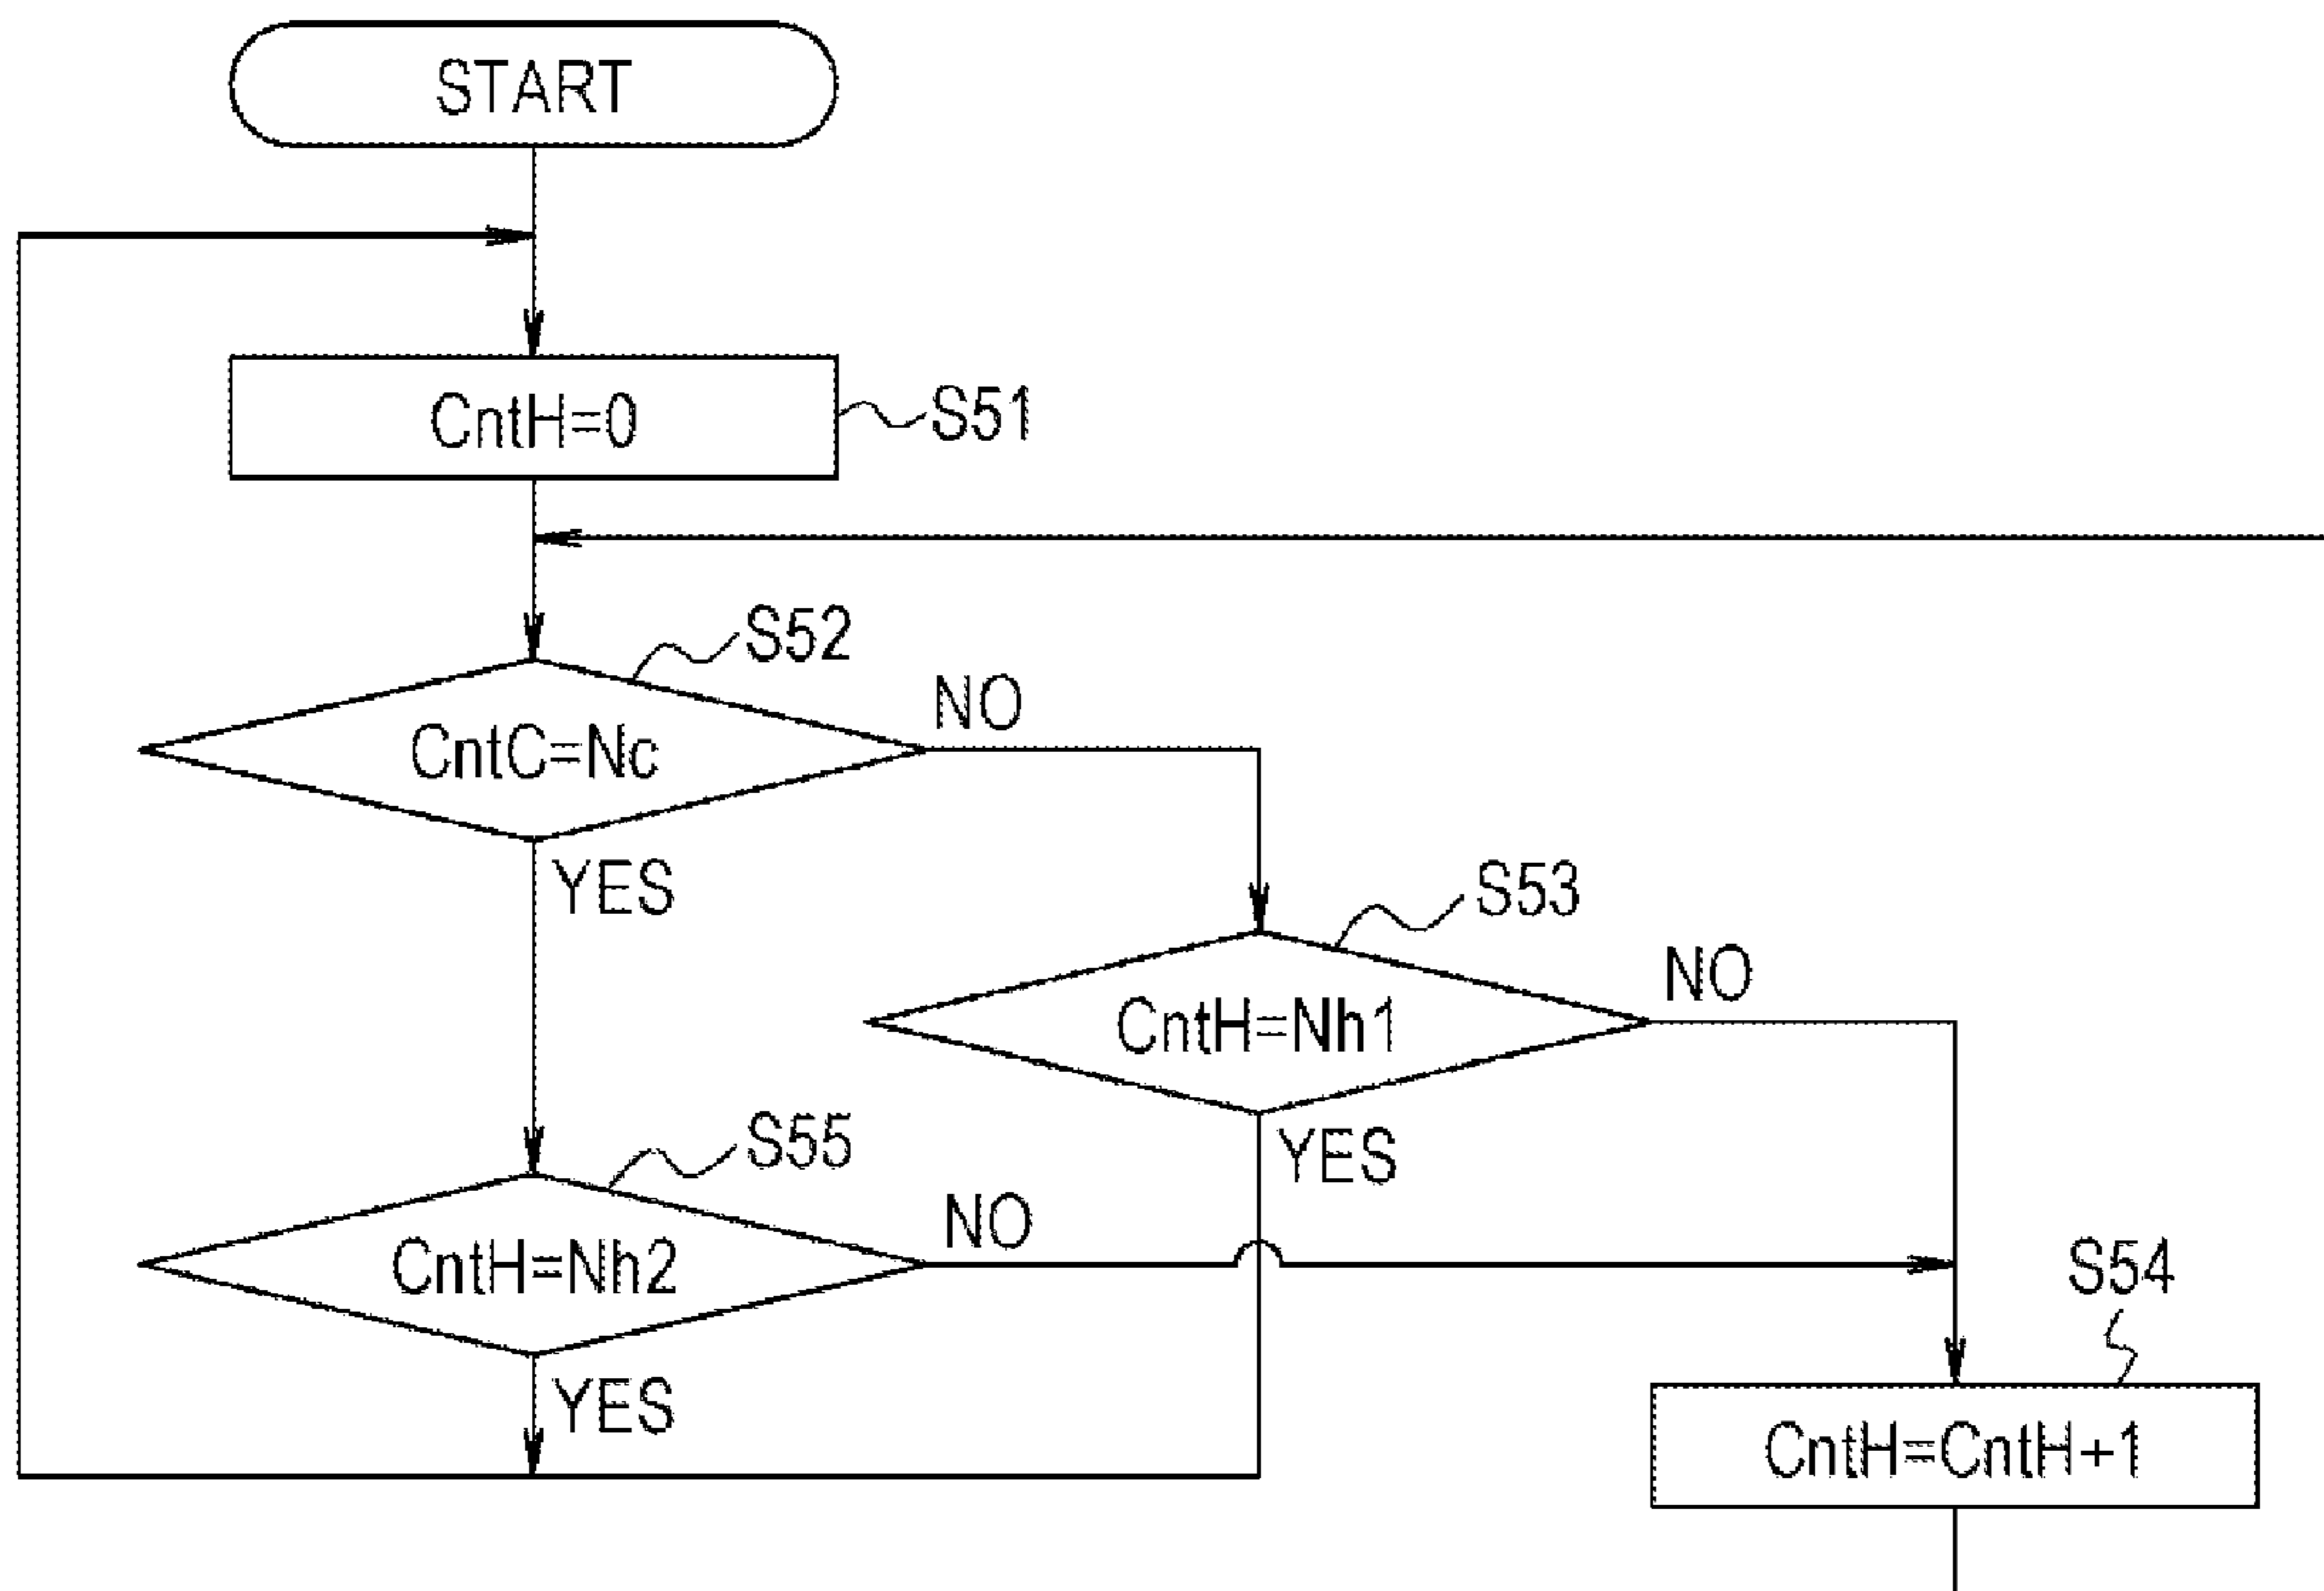 START
CntH=0
S51
S52
CntC=Nc
NO
YES
S53
CntH=Nh1
NO
YES
S55
CntH=Nh2
NO
YES
S54
CntH=CntH+1